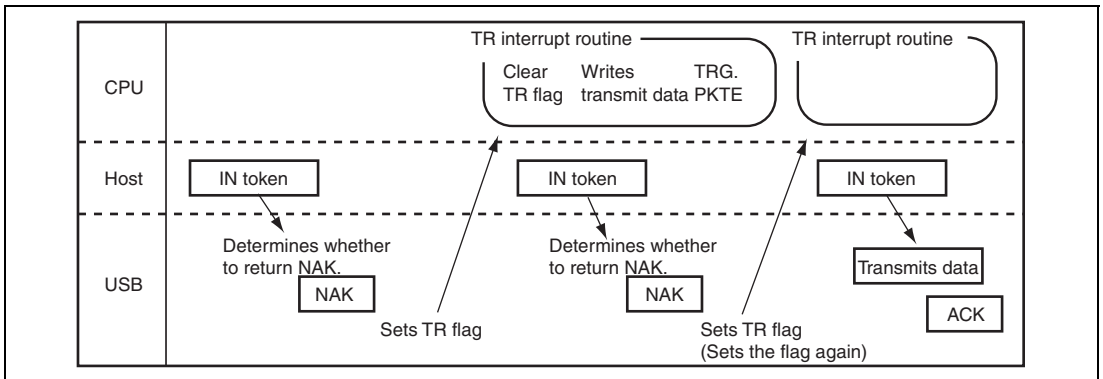 TR interrupt routine
TR interrupt routine
Clear Writes TRG.
TR flag transmit data PKTE
CPU
Host
IN token
IN token
IN token
Determines whether
to return NAK.
NAK
Determines whether
to return NAK.
NAK
Transmits data
ACK
USB
Sets TR flag
Sets TR flag
(Sets the flag again)